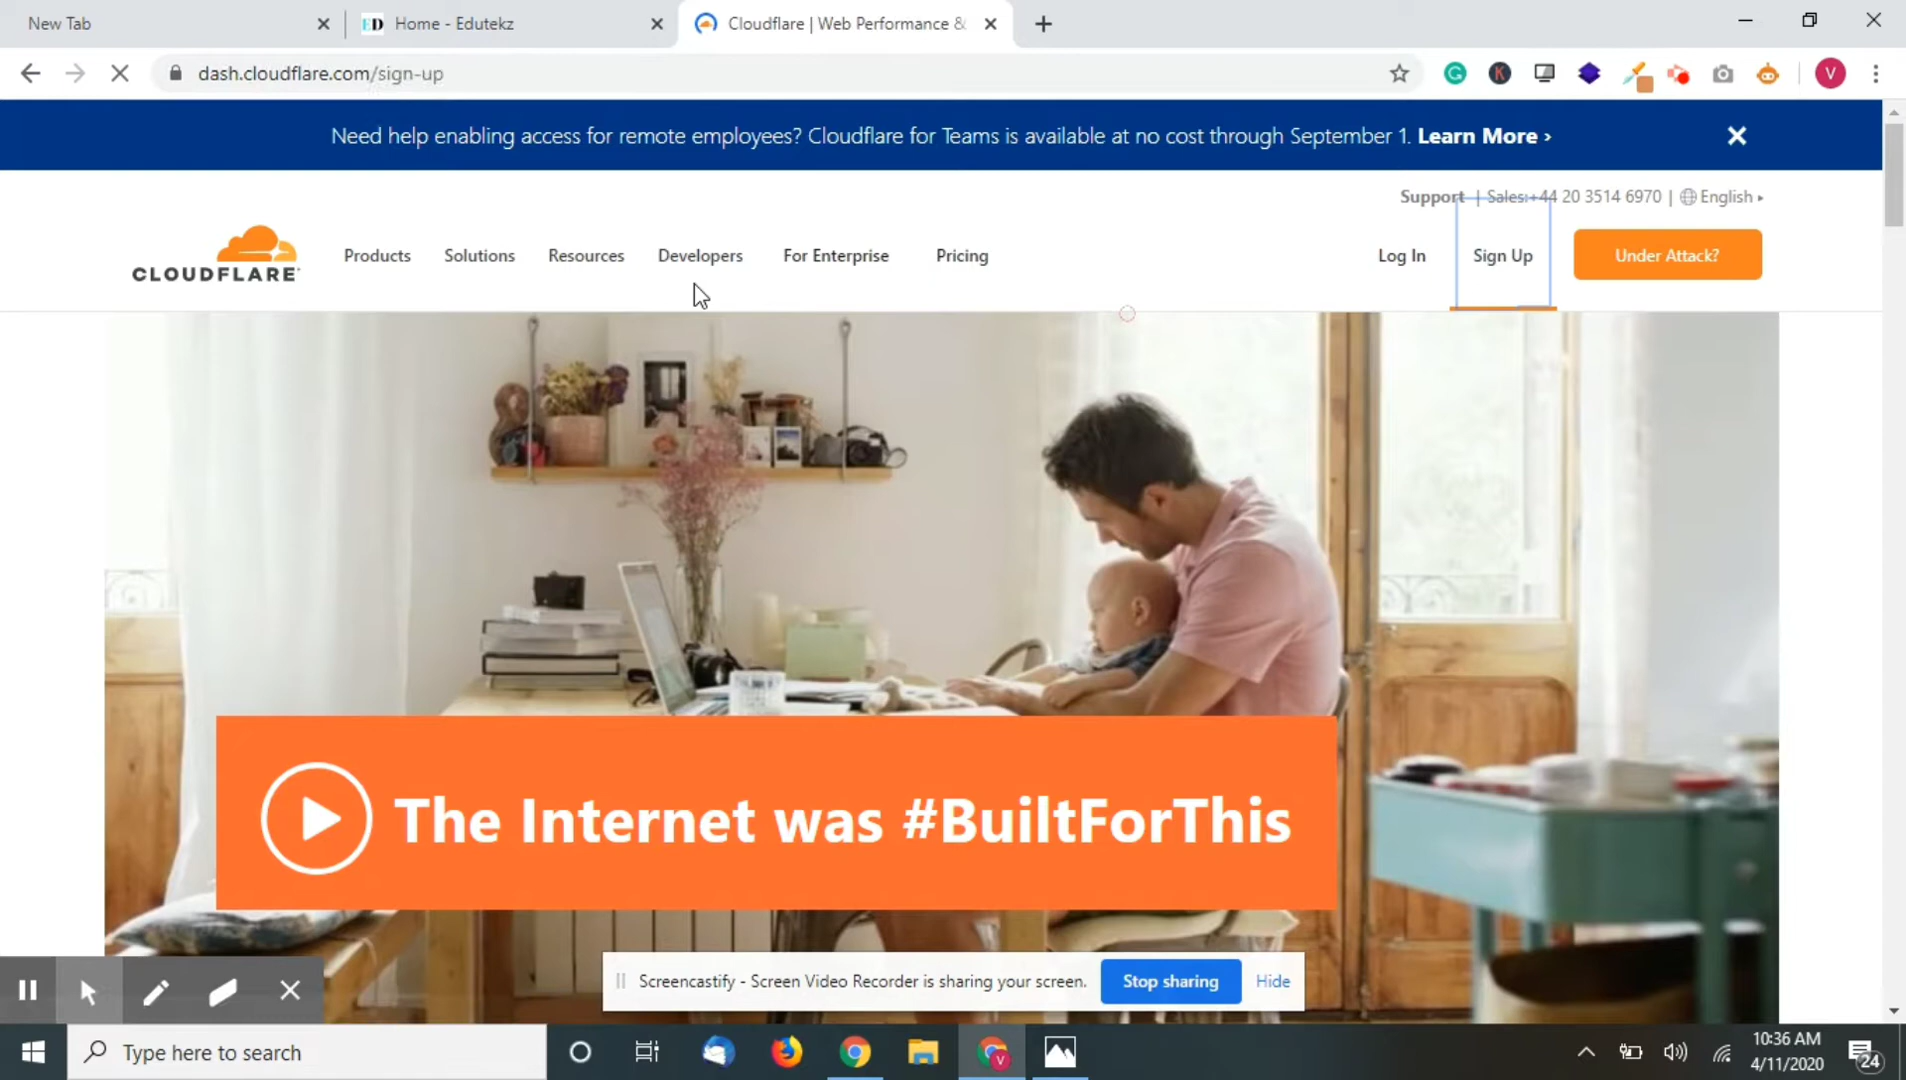 New Tab
ED Home - Edutekz
Cloudflare | Web Performance &
dash.cloudflare.com/sign-up
K
V
Need help enabling access for remote employees? Cloudflare for Teams is available at no cost through September 1. Learn More ›
Support | Sales:+44 20 3514 6970 | English ▸
CLOUDFLARE
Products Solutions Resources Developers For Enterprise Pricing
Log In Sign Up Under Attack?
The Internet was #BuiltForThis
Screencastify - Screen Video Recorder is sharing your screen. Stop sharing Hide
Type here to search
V
10:36 AM
4/11/2020
24